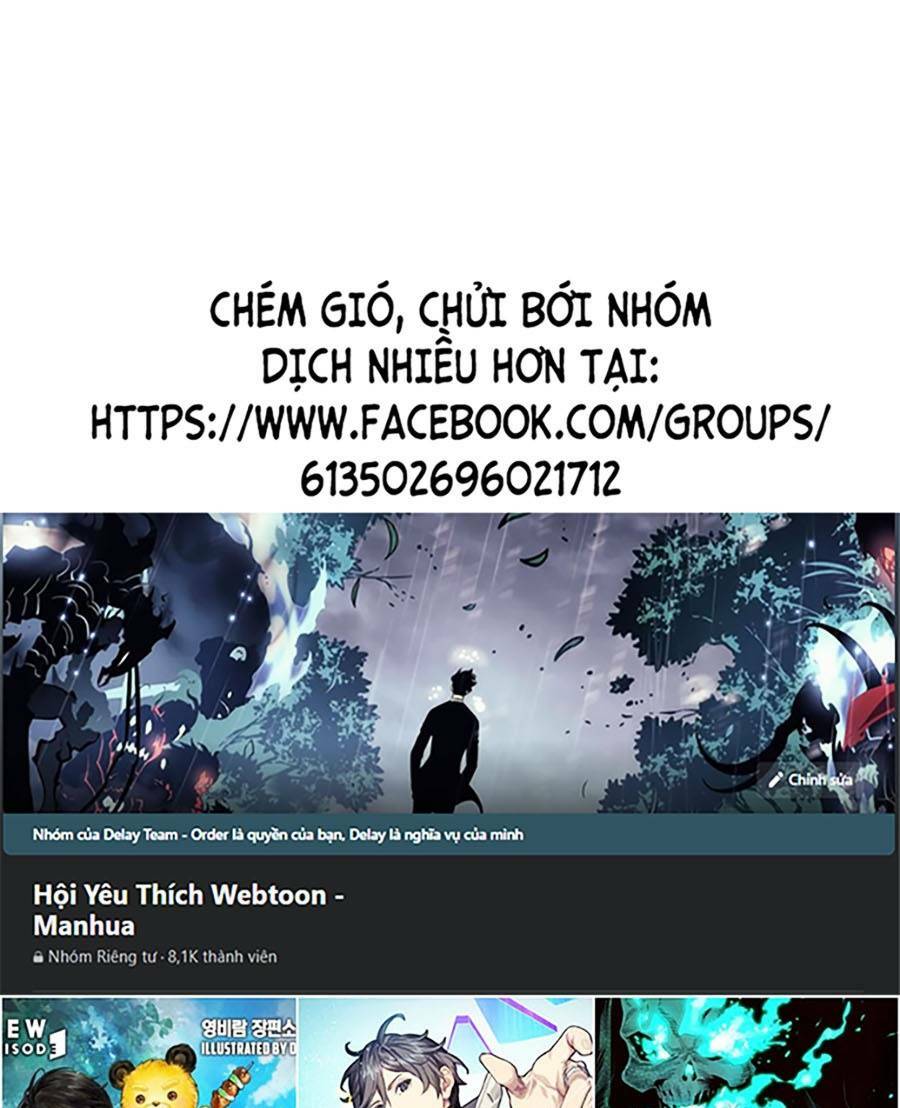 CHÉM GIÓ, CHỬI BỚI NHÓM
DỊCH NHIỀU HƠN TẠI:
HTTPS://WWW.FACEBOOK.COM/GROUPS/
613502696021712
Chỉnh sửa
Nhóm của Delay Team - Order là quyền của bạn, Delay là nghĩa vụ của mình
Hội Yêu Thích Webtoon -
Manhua
Nhóm Riêng tư · 8,1K thành viên
EW
ISODE 1
영비람 장편소
ILLUSTRATED BY D